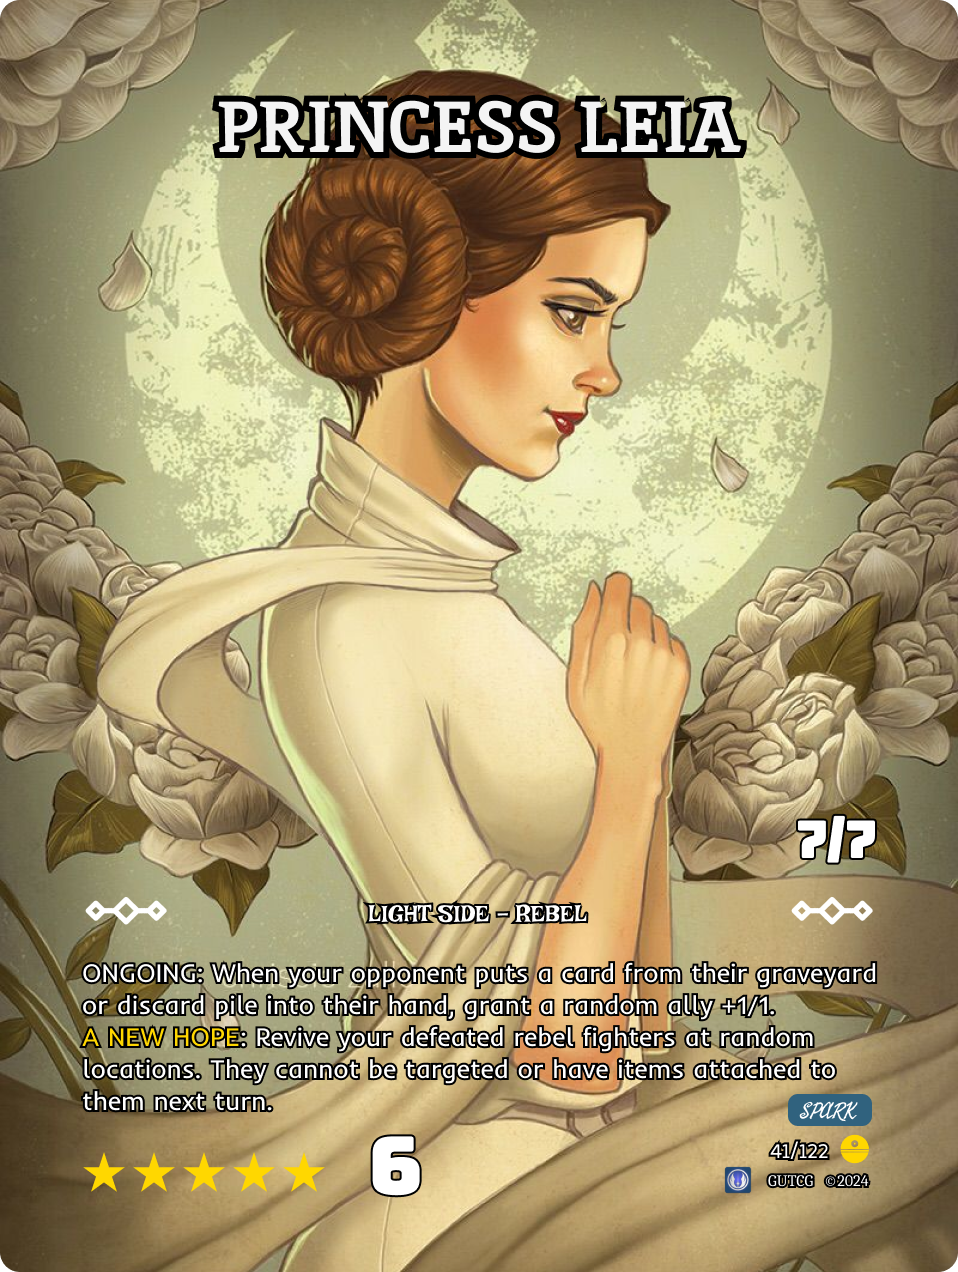 PRINCESS LEIA
7/7
LIGHT SIDE – REBEL
ONGOING: When your opponent puts a card from their graveyard
or discard pile into their hand, grant a random ally +1/1.
A NEW HOPE: Revive your defeated rebel fighters at random
locations. They cannot be targeted or have items attached to
them next turn.
SPARK
6
41/122
GUTCG ©2024